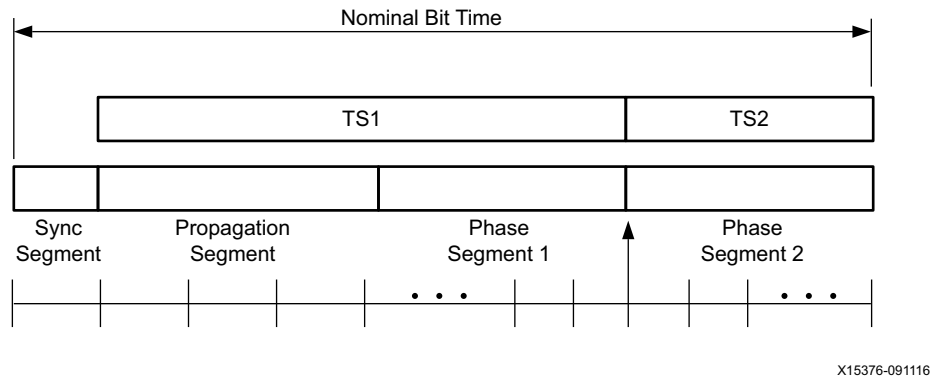 Nominal Bit Time
TS1
TS2
Sync
Segment
Propagation
Segment
Phase
Segment 1
Phase
Segment 2
• • •
• • •
X15376-091116